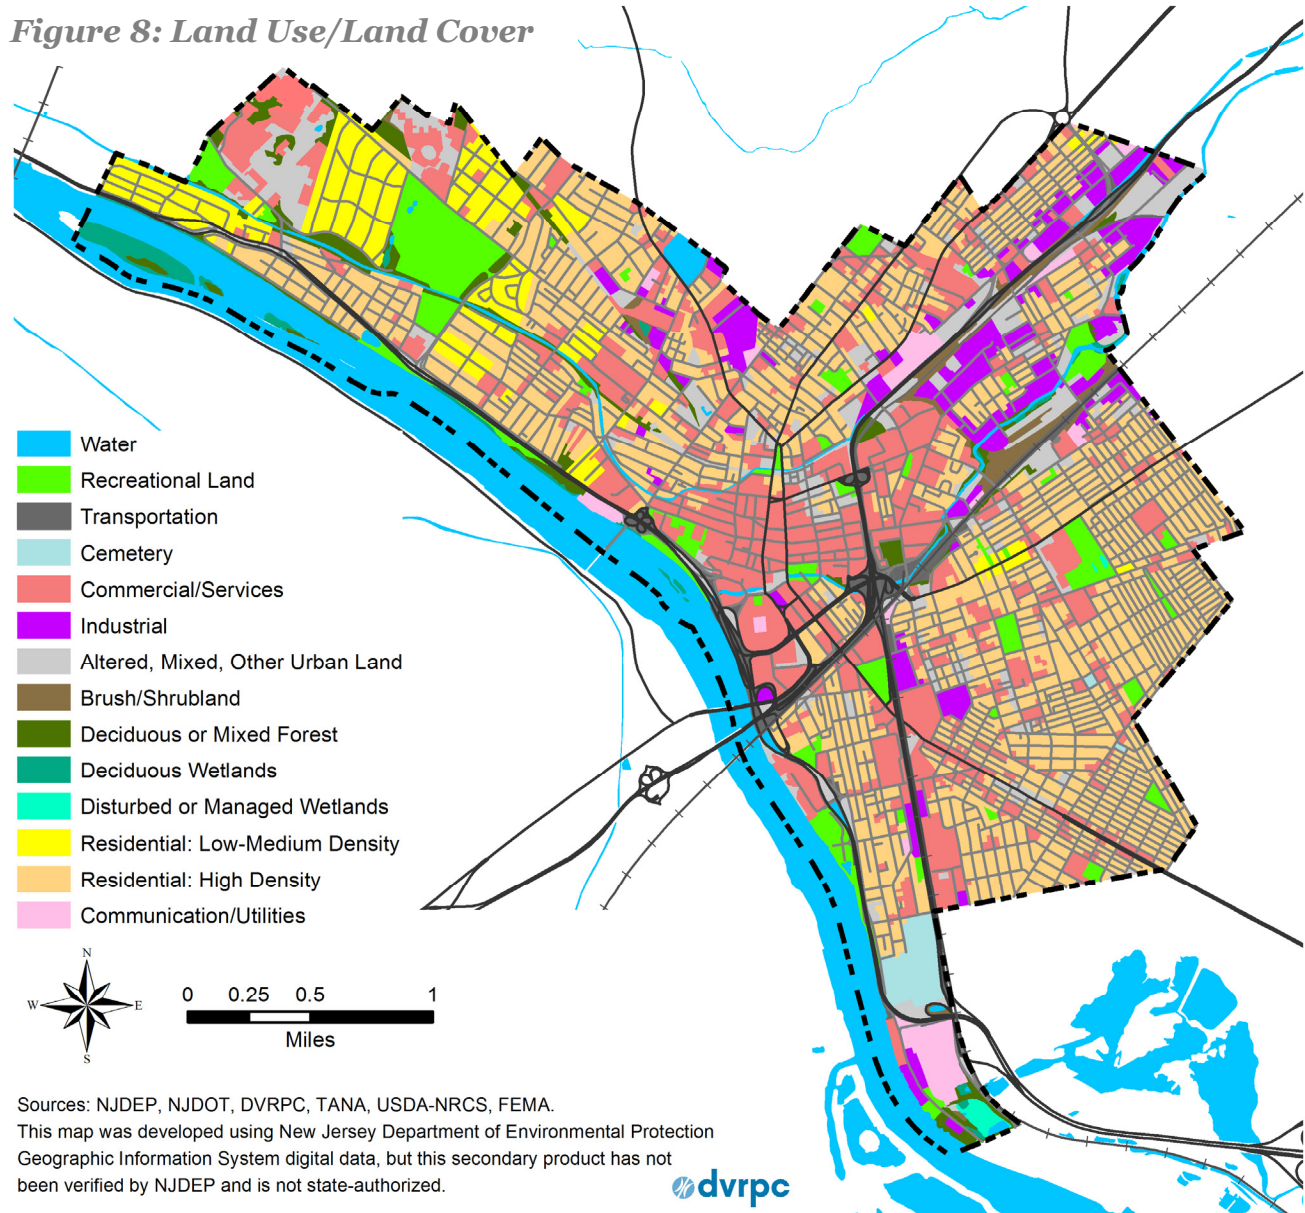 Figure 8: Land Use/Land Cover
Water
Recreational Land
Transportation
Cemetery
Commercial/Services
Industrial
Altered, Mixed, Other Urban Land
Brush/Shrubland
Deciduous or Mixed Forest
Deciduous Wetlands
Disturbed or Managed Wetlands
Residential: Low-Medium Density
Residential: High Density
Communication/Utilities
N
W E
S
0 0.25 0.5 1
Miles
Sources: NJDEP, NJDOT, DVRPC, TANA, USDA-NRCS, FEMA.
This map was developed using New Jersey Department of Environmental Protection
Geographic Information System digital data, but this secondary product has not
been verified by NJDEP and is not state-authorized.
dvrpc